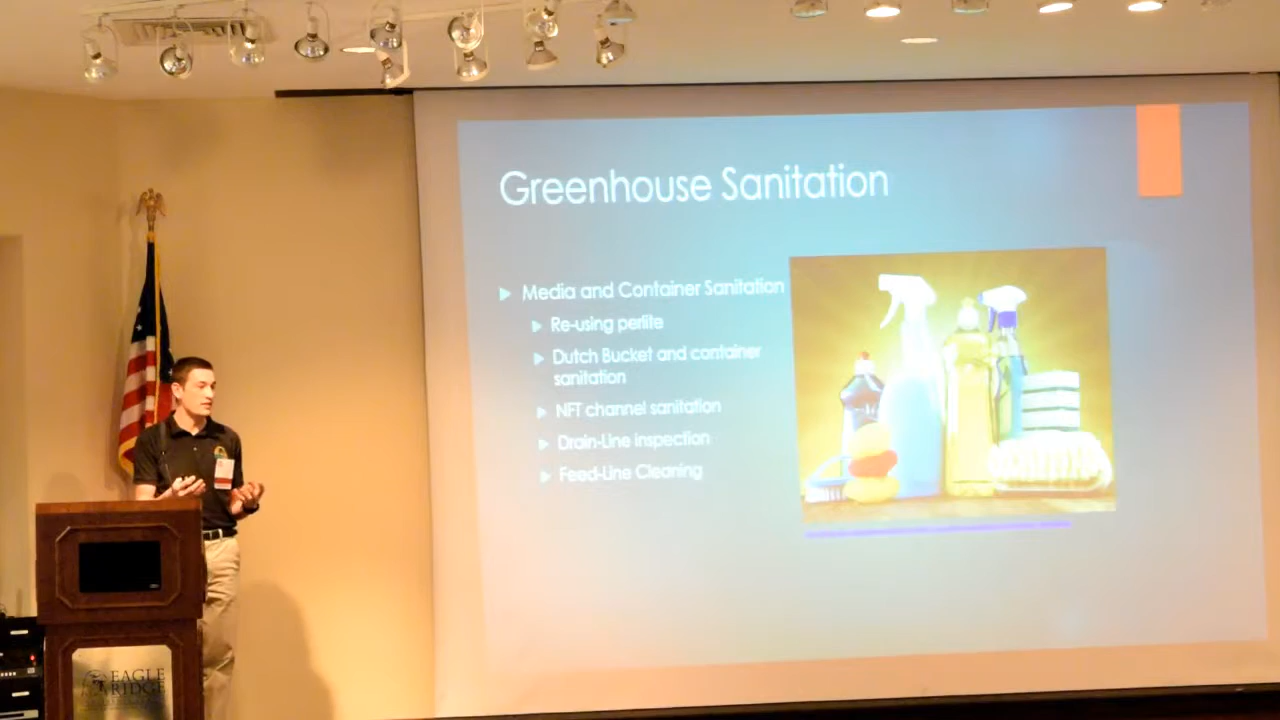 Greenhouse Sanitation
Media and Container Sanitation
Re-using perlite
Dutch Bucket and container
sanitation
NFT channel sanitation
Drain-Line inspection
Feed-Line Cleaning
EAGLE
RIDGE